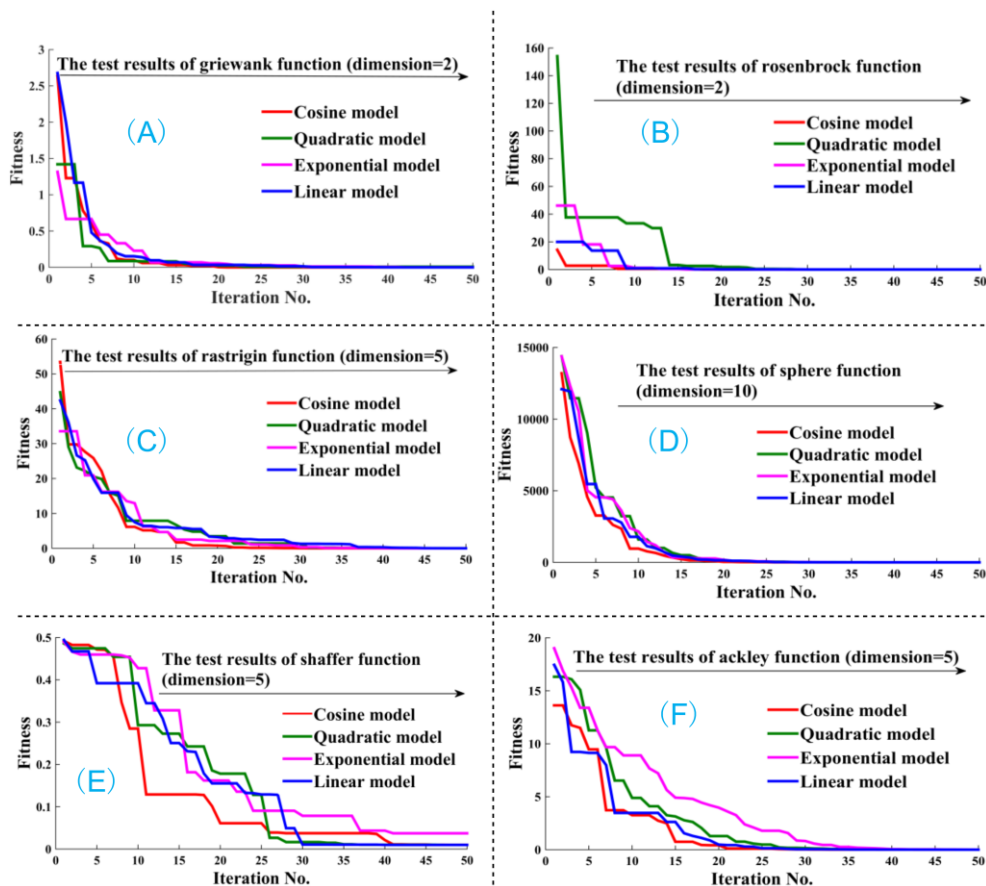 The test results of griewank function (dimension=2)
(A)
Cosine model
Quadratic model
Exponential model
Linear model
Fitness
3
2.5
2
1.5
1
0.5
0
0 5 10 15 20 25 30 35 40 45 50
Iteration No.
The test results of rosenbrock function
(dimension=2)
(B)
Cosine model
Quadratic model
Exponential model
Linear model
Fitness
160
140
120
100
80
60
40
20
0
0 5 10 15 20 25 30 35 40 45 50
Iteration No.
The test results of rastrigin function (dimension=5)
(C)
Cosine model
Quadratic model
Exponential model
Linear model
Fitness
60
50
40
30
20
10
0
0 5 10 15 20 25 30 35 40 45 50
Iteration No.
The test results of sphere function
(dimension=10)
(D)
Cosine model
Quadratic model
Exponential model
Linear model
Fitness
15000
10000
5000
0
0 5 10 15 20 25 30 35 40 45 50
Iteration No.
The test results of shaffer function
(dimension=5)
(E)
Cosine model
Quadratic model
Exponential model
Linear model
Fitness
0.5
0.4
0.3
0.2
0.1
0
0 5 10 15 20 25 30 35 40 45 50
Iteration No.
The test results of ackley function (dimension=5)
(F)
Cosine model
Quadratic model
Exponential model
Linear model
Fitness
20
15
10
5
0
0 5 10 15 20 25 30 35 40 45 50
Iteration No.